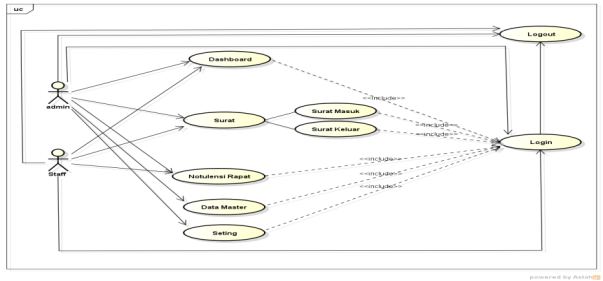 uc
Logout
Dashboard
<<include>>
admin
Surat
Surat Masuk
<<include>>
Surat Keluar
<<include>>
Login
Staff
<<include>>
Notulensi Rapat
<<include>>
<<include>>
Data Master
Seting
powered by Astah